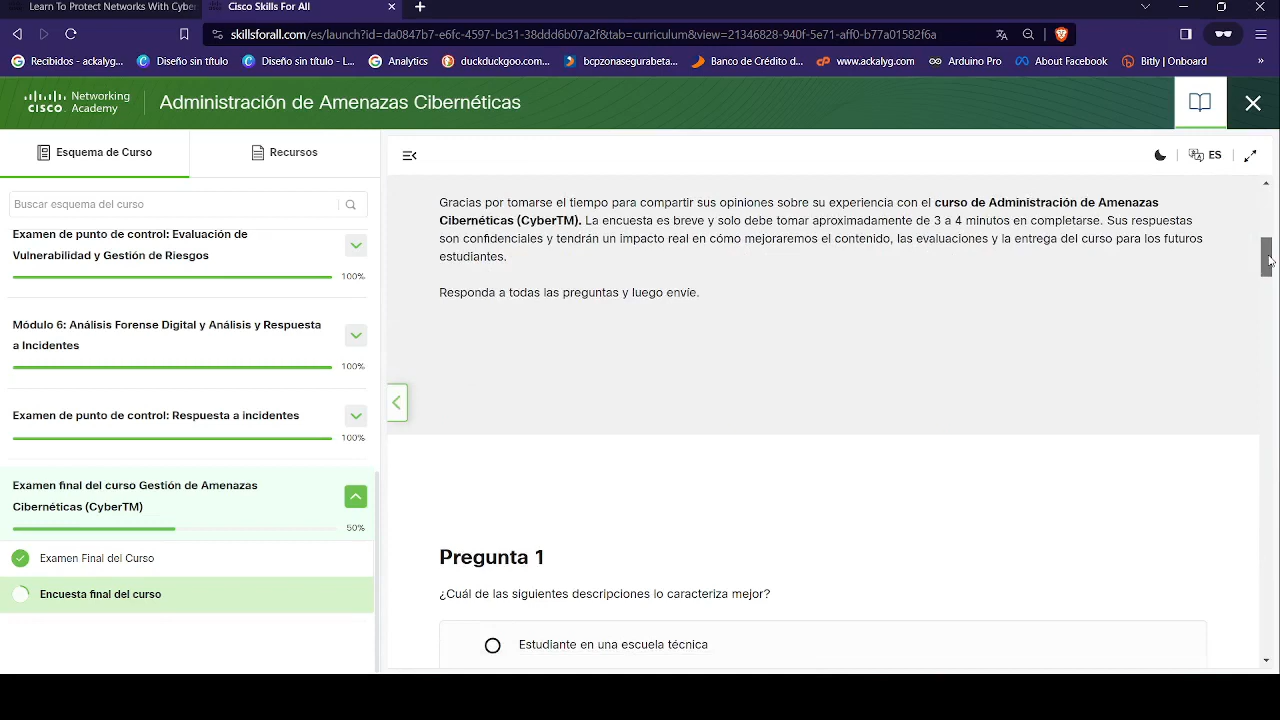 Learn To Protect Networks With Cyber
Cisco Skills For All
skillsforall.com/es/launch?id=da0847b7-e6fc-4597-bc31-38ddd6b07a2f&tab=curriculum&view=21346828-940f-5e71-aff0-b77a01582f6a
Recibidos - ackalyg... Diseño sin título Diseño sin título - L... Analytics duckduckgoo.com... bcpzonasegurabeta... Banco de Crédito d... www.ackalyg.com Arduino Pro About Facebook Bitly | Onboard »
Networking
CISCO Academy
Administración de Amenazas Cibernéticas
Esquema de Curso
Recursos
ES
Buscar esquema del curso
Examen de punto de control: Evaluación de
Vulnerabilidad y Gestión de Riesgos
100%
Módulo 6: Análisis Forense Digital y Análisis y Respuesta
a Incidentes
100%
Examen de punto de control: Respuesta a incidentes
100%
Examen final del curso Gestión de Amenazas
Cibernéticas (CyberTM)
50%
Examen Final del Curso
Encuesta final del curso
Gracias por tomarse el tiempo para compartir sus opiniones sobre su experiencia con el curso de Administración de Amenazas
Cibernéticas (CyberTM). La encuesta es breve y solo debe tomar aproximadamente de 3 a 4 minutos en completarse. Sus respuestas
son confidenciales y tendrán un impacto real en cómo mejoraremos el contenido, las evaluaciones y la entrega del curso para los futuros
estudiantes.
Responda a todas las preguntas y luego envíe.
Pregunta 1
¿Cuál de las siguientes descripciones lo caracteriza mejor?
Estudiante en una escuela técnica